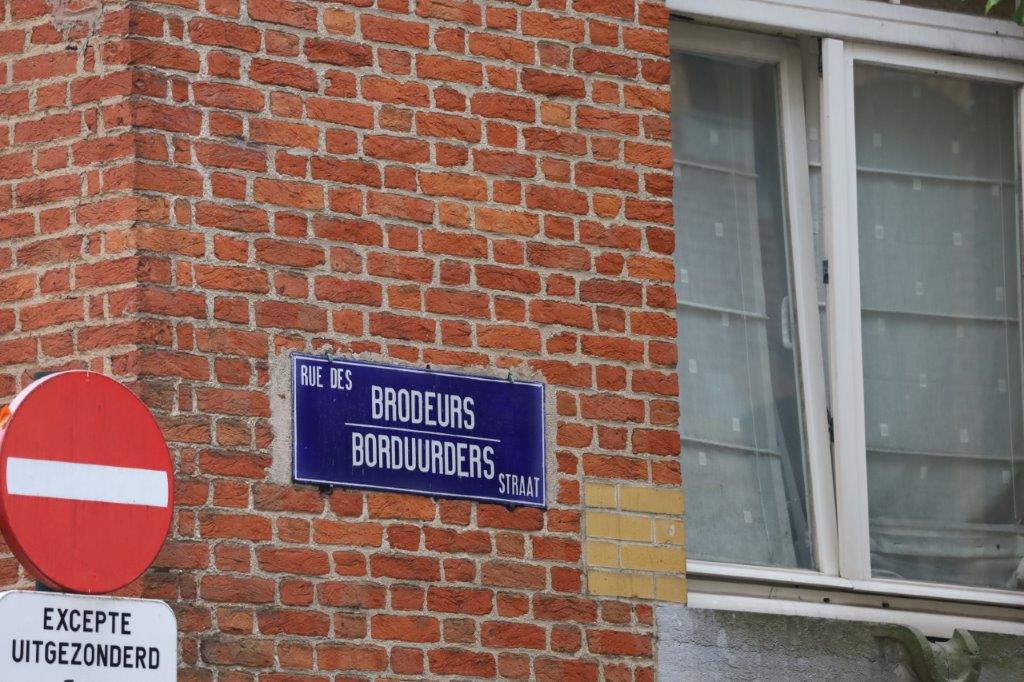 RUE DES
BRODEURS
BORDUURDERS
STRAAT
EXCEPTE
UITGEZONDERD